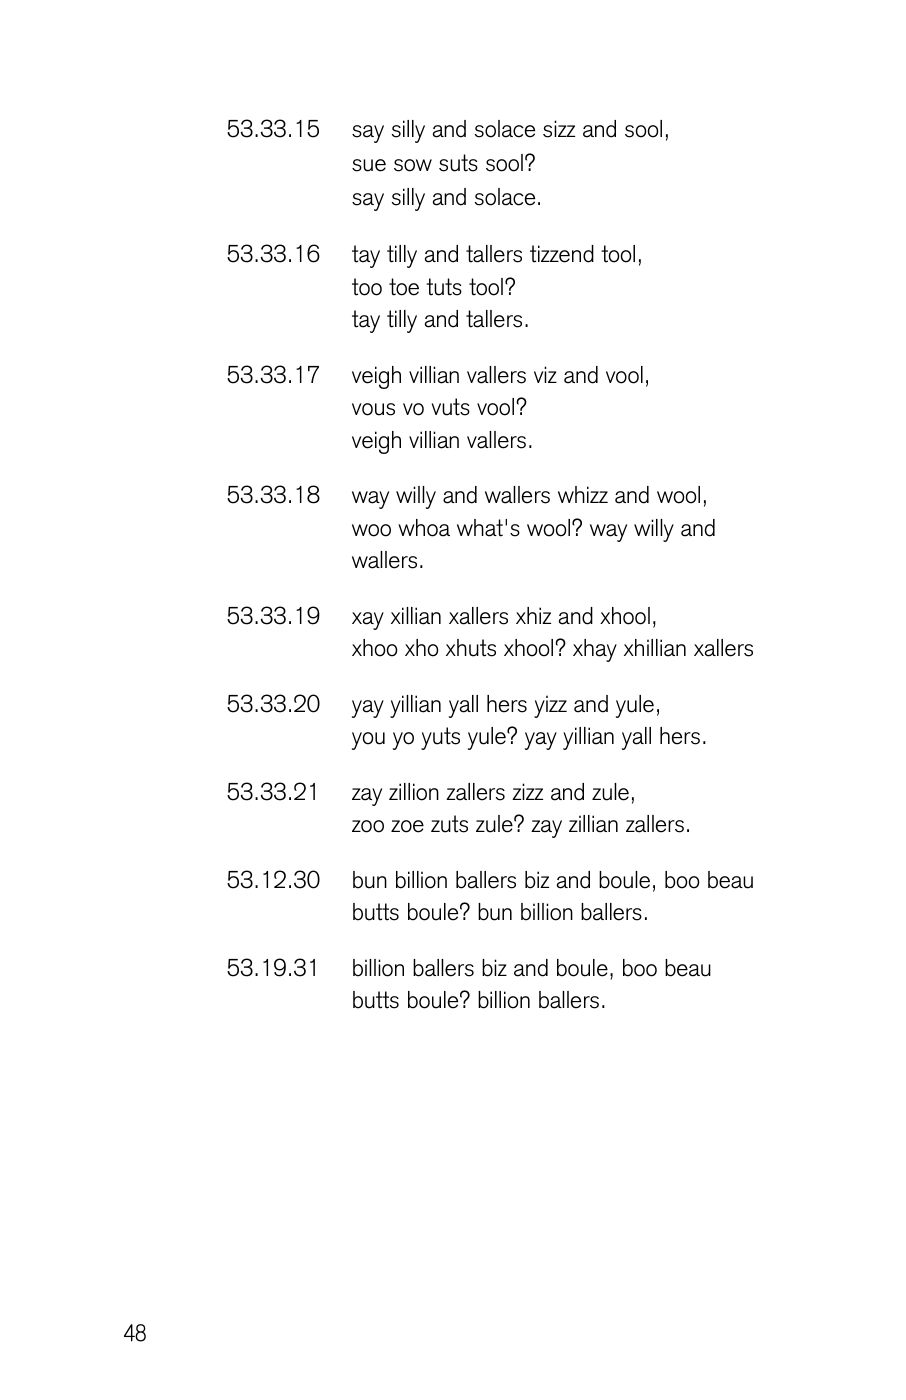 53.33.15 say silly and solace sizz and sool,
sue sow suts sool?
say silly and solace.
53.33.16 tay tilly and tallers tizzend tool,
too toe tuts tool?
tay tilly and tallers.
53.33.17 veigh villian vallers viz and vool,
vous vo vuts vool?
veigh villian vallers.
53.33.18 way willy and wallers whizz and wool,
woo whoa what's wool? way willy and
wallers.
53.33.19 xay xillian xallers xhiz and xhool,
xhoo xho xhuts xhool? xhay xhillian xallers
53.33.20 yay yillian yall hers yizz and yule,
you yo yuts yule? yay yillian yall hers.
53.33.21 zay zillion zallers zizz and zule,
zoo zoe zuts zule? zay zillian zallers.
53.12.30 bun billion ballers biz and boule, boo beau
butts boule? bun billion ballers.
53.19.31 billion ballers biz and boule, boo beau
butts boule? billion ballers.
48